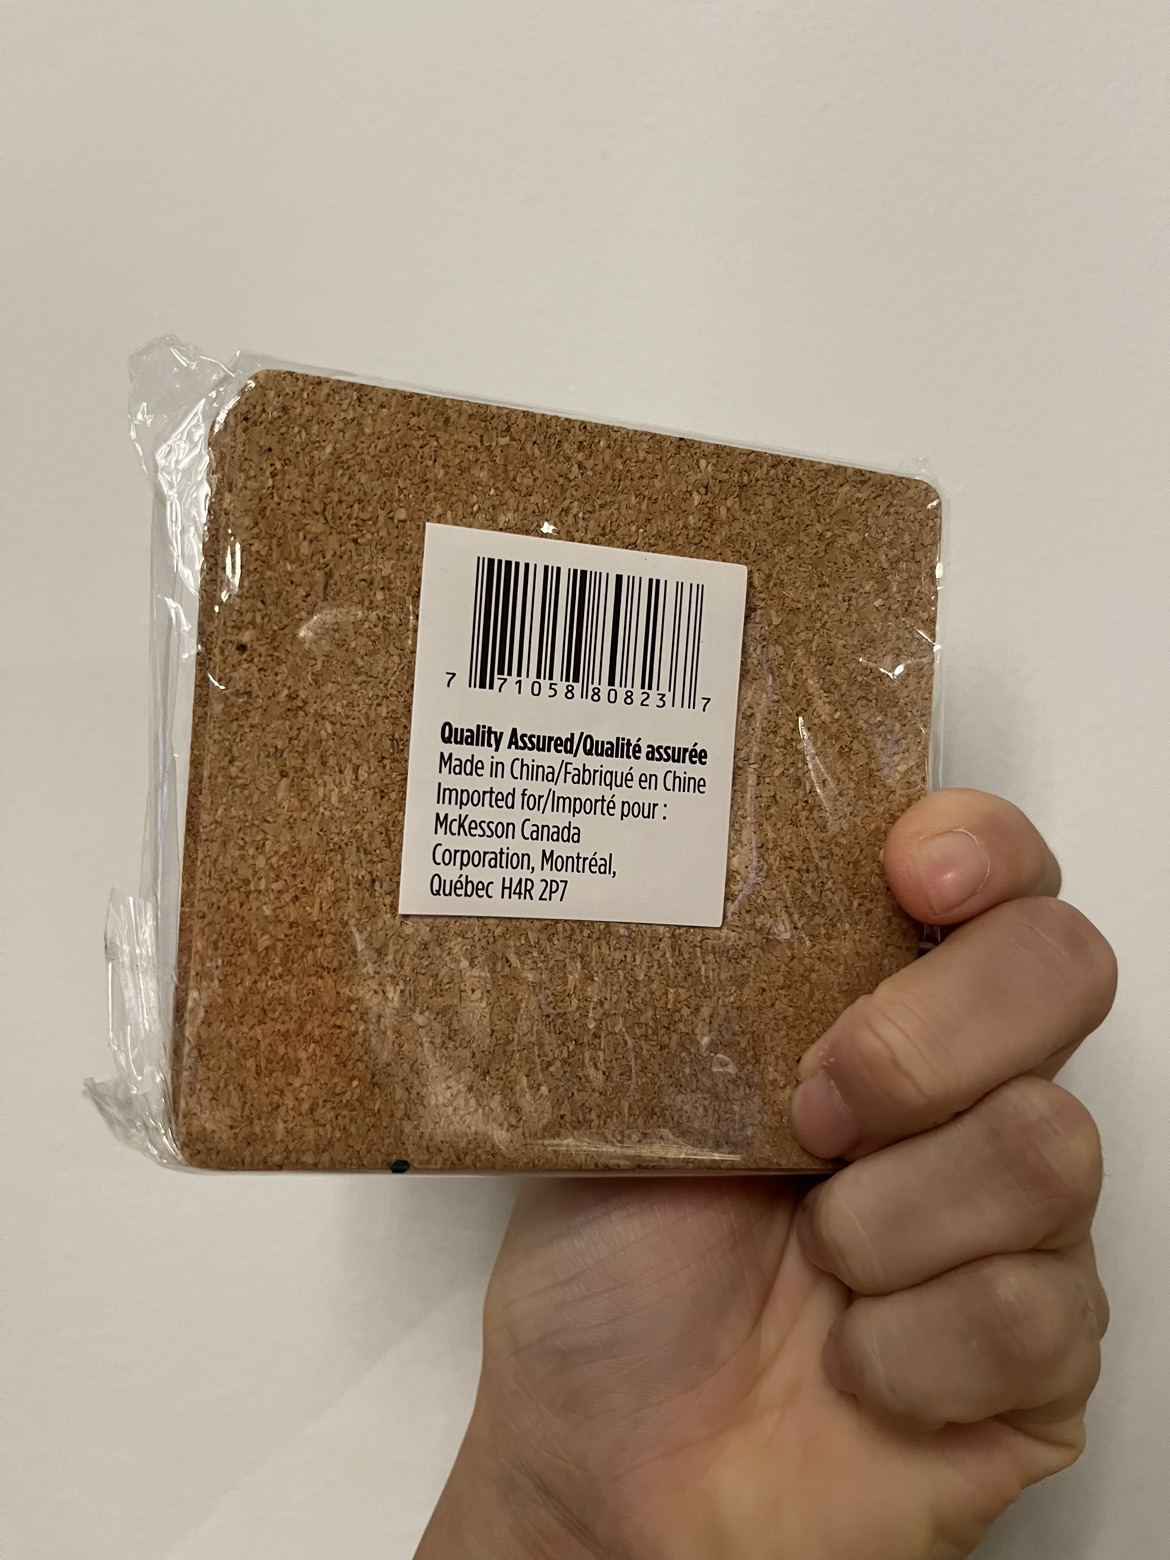 7 71058 80823 7
Quality Assured/Qualité assurée
Made in China/Fabriqué en Chine
Imported for/Importé pour :
McKesson Canada
Corporation, Montréal,
Québec H4R 2P7